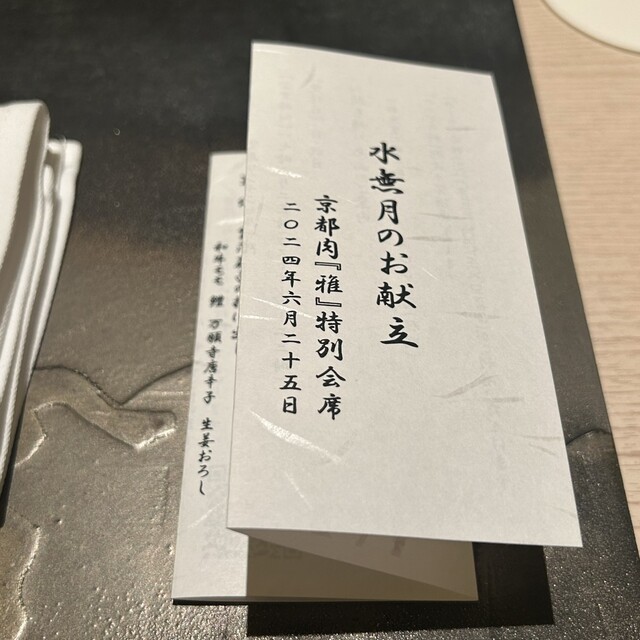 水無月のお献立
京都肉『雅』特別会席
二〇二四年六月二十五日
和牛モモ 鱧 万願寺唐辛子 生姜おろし